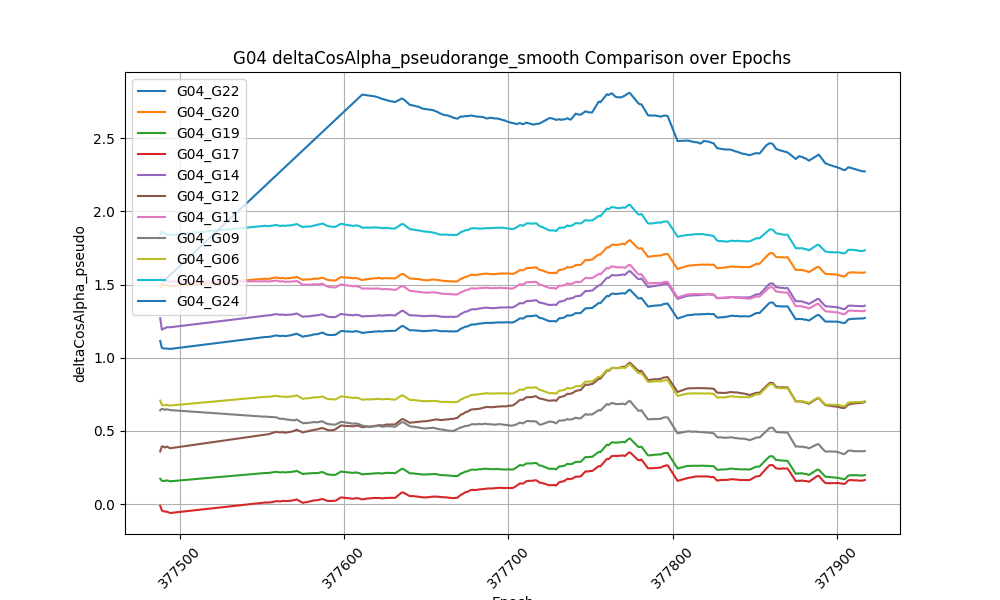 G04 deltaCosAlpha_pseudorange_smooth Comparison over Epochs
deltaCosAlpha_pseudo
2.5
2.0
1.5
1.0
0.5
0.0
G04_G22
G04_G20
G04_G19
G04_G17
G04_G14
G04_G12
G04_G11
G04_G09
G04_G06
G04_G05
G04_G24
377500
377600
377700
377800
377900
Epoch